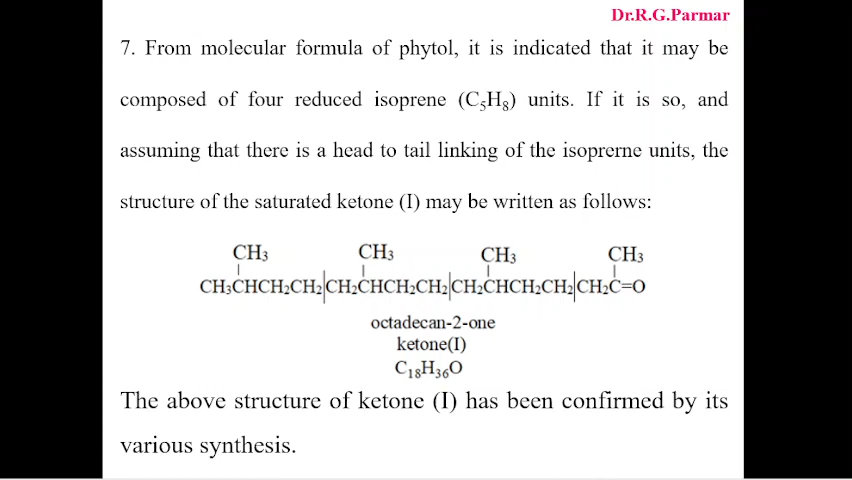 Dr.R.G.Parmar
7. From molecular formula of phytol, it is indicated that it may be
composed of four reduced isoprene (C₅H₈) units. If it is so, and
assuming that there is a head to tail linking of the isoprerne units, the
structure of the saturated ketone (I) may be written as follows:
CH₃ CH₃ CH₃ CH₃
CH₃CHCH₂CH₂|CH₂CHCH₂CH₂|CH₂CHCH₂CH₂|CH₂C=O
octadecan-2-one
ketone(I)
C₁₈H₃₆O
The above structure of ketone (I) has been confirmed by its
various synthesis.